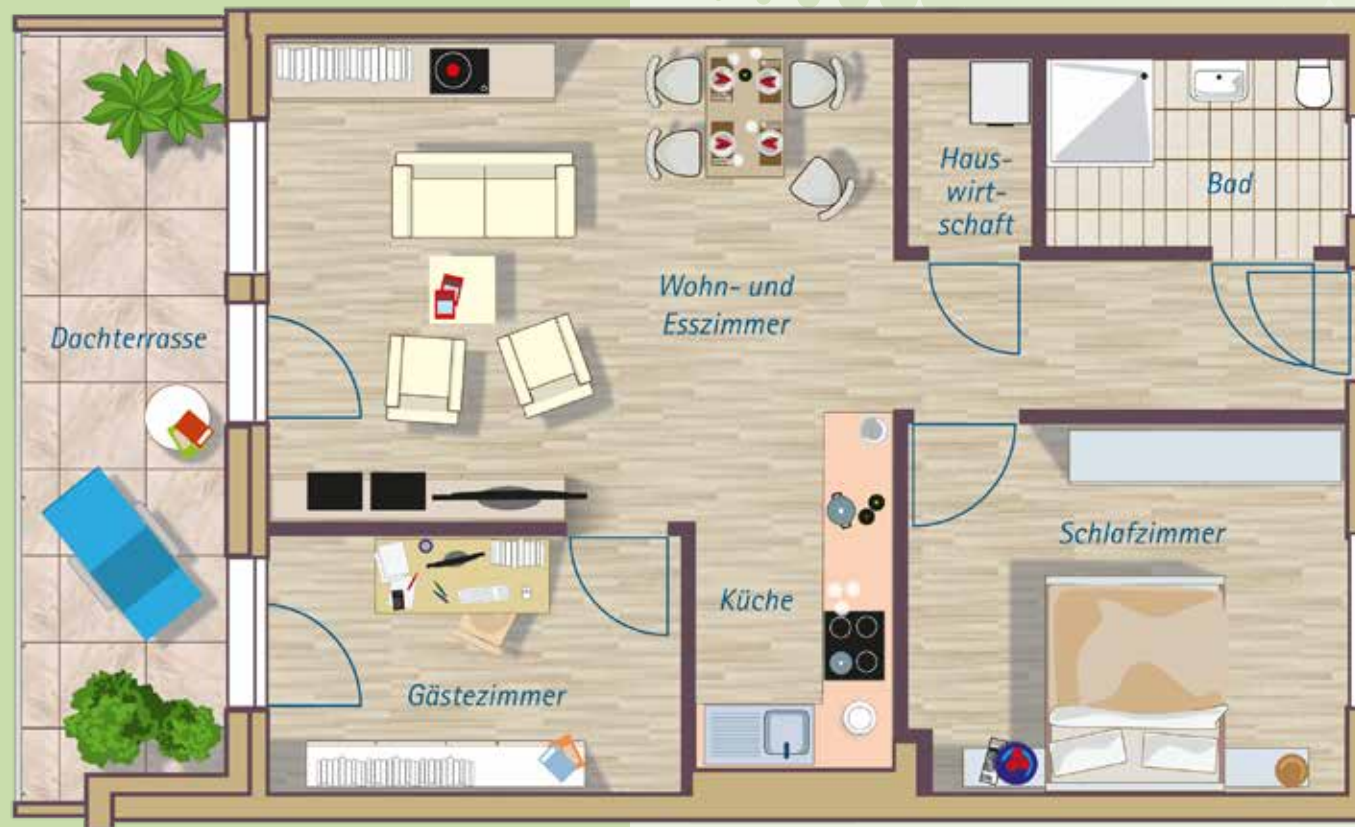 Haus-
wirt-
schaft
Bad
Wohn- und
Esszimmer
Dachterrasse
Schlafzimmer
Küche
Gästezimmer